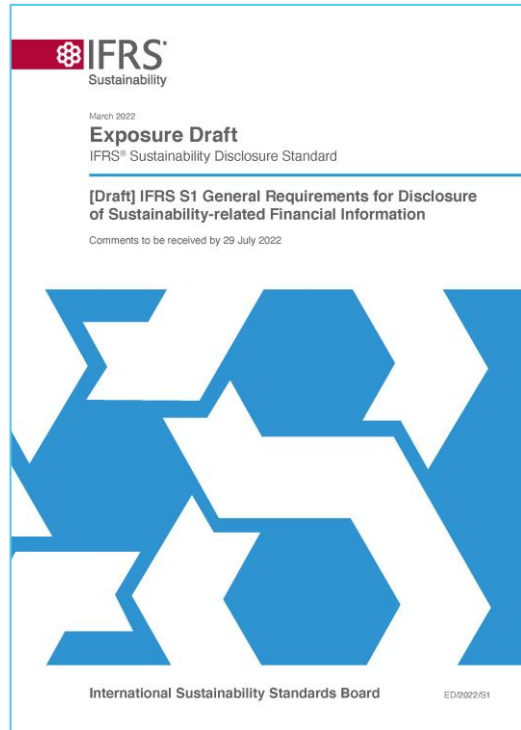 IFRS®
Sustainability
March 2022
Exposure Draft
IFRS® Sustainability Disclosure Standard
[Draft] IFRS S1 General Requirements for Disclosure
of Sustainability-related Financial Information
Comments to be received by 29 July 2022
International Sustainability Standards Board
ED/2022/S1